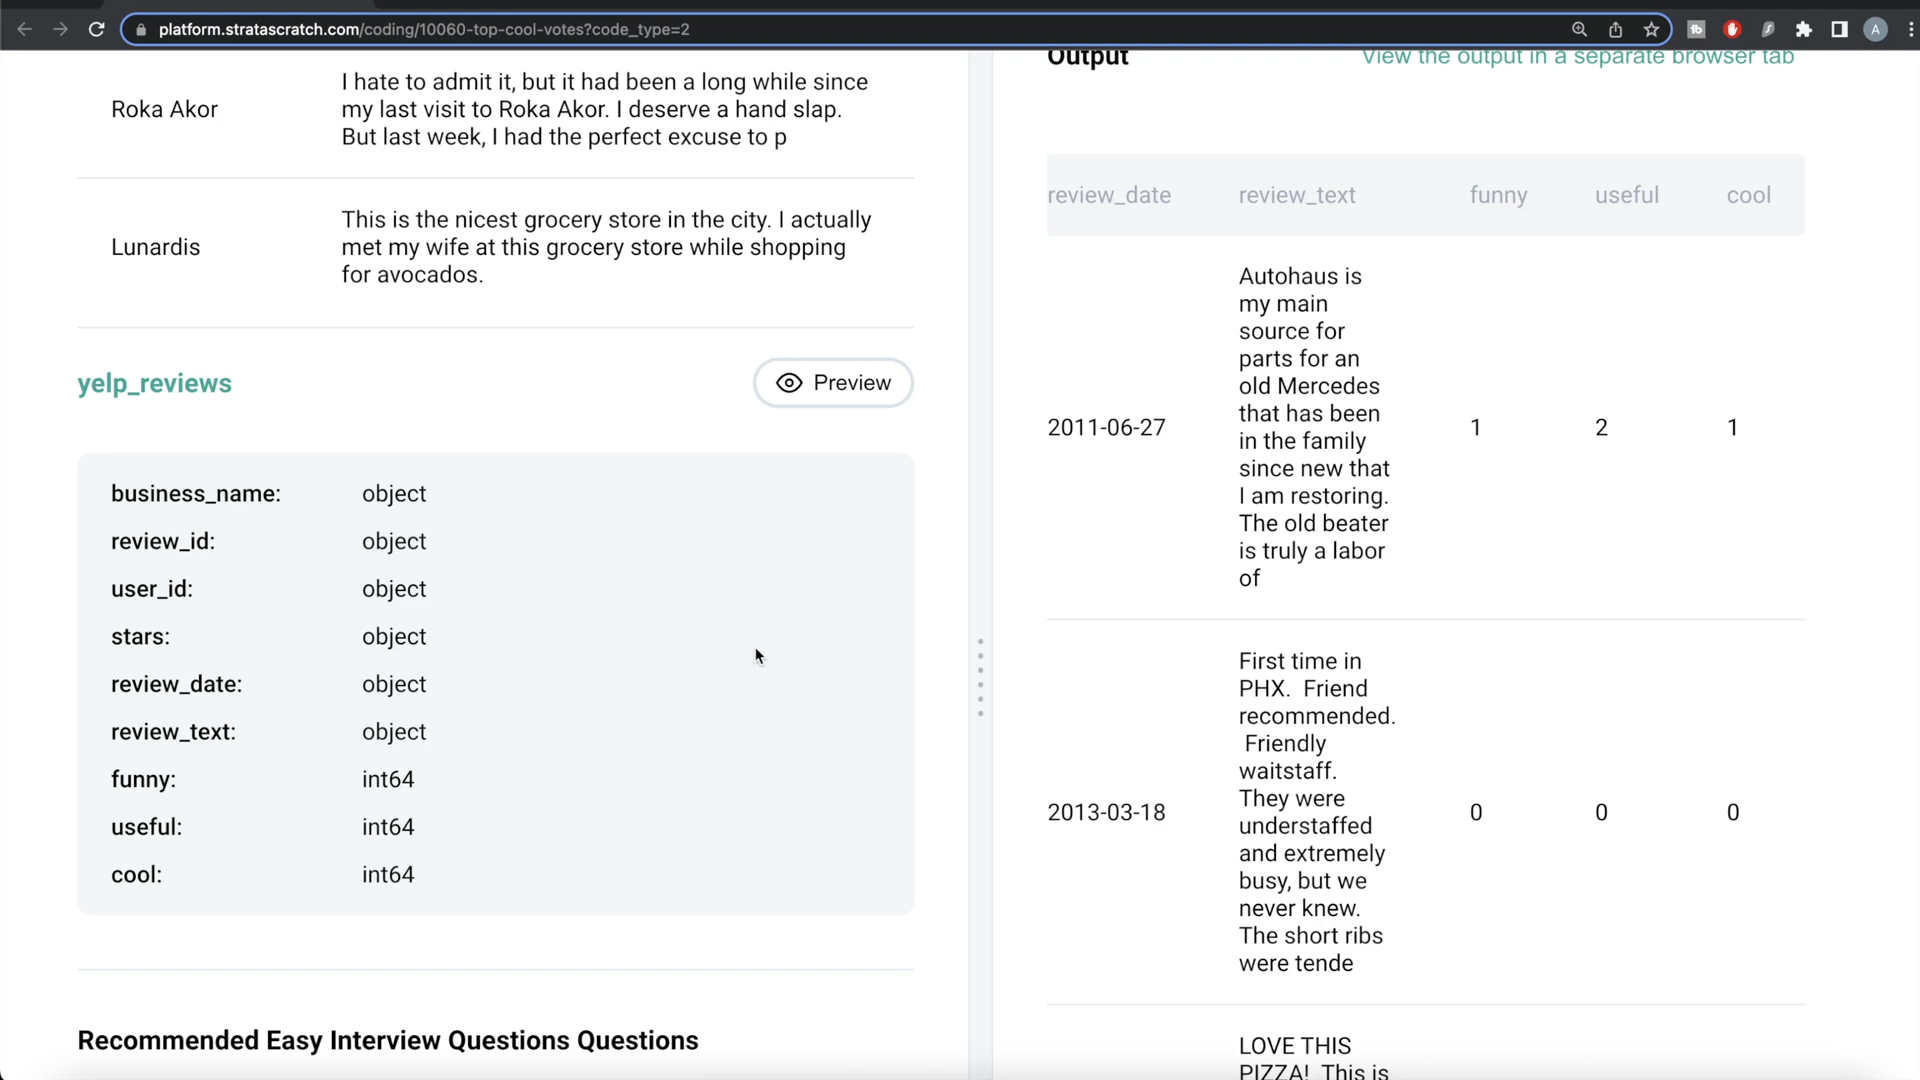 platform.stratascratch.com/coding/10060-top-cool-votes?code_type=2
A
Roka Akor
I hate to admit it, but it had been a long while since
my last visit to Roka Akor. I deserve a hand slap.
But last week, I had the perfect excuse to p
Lunardis
This is the nicest grocery store in the city. I actually
met my wife at this grocery store while shopping
for avocados.
yelp_reviews
Preview
business_name: object
review_id: object
user_id: object
stars: object
review_date: object
review_text: object
funny: int64
useful: int64
cool: int64
Recommended Easy Interview Questions Questions
Output
View the output in a separate browser tab
review_date review_text funny useful cool
Autohaus is
my main
source for
parts for an
old Mercedes
that has been
in the family
since new that
I am restoring.
The old beater
is truly a labor
of
2011-06-27 1 2 1
First time in
PHX.  Friend
recommended.
Friendly
waitstaff.
They were
understaffed
and extremely
busy, but we
never knew.
The short ribs
were tende
2013-03-18 0 0 0
LOVE THIS
PIZZA!  This is